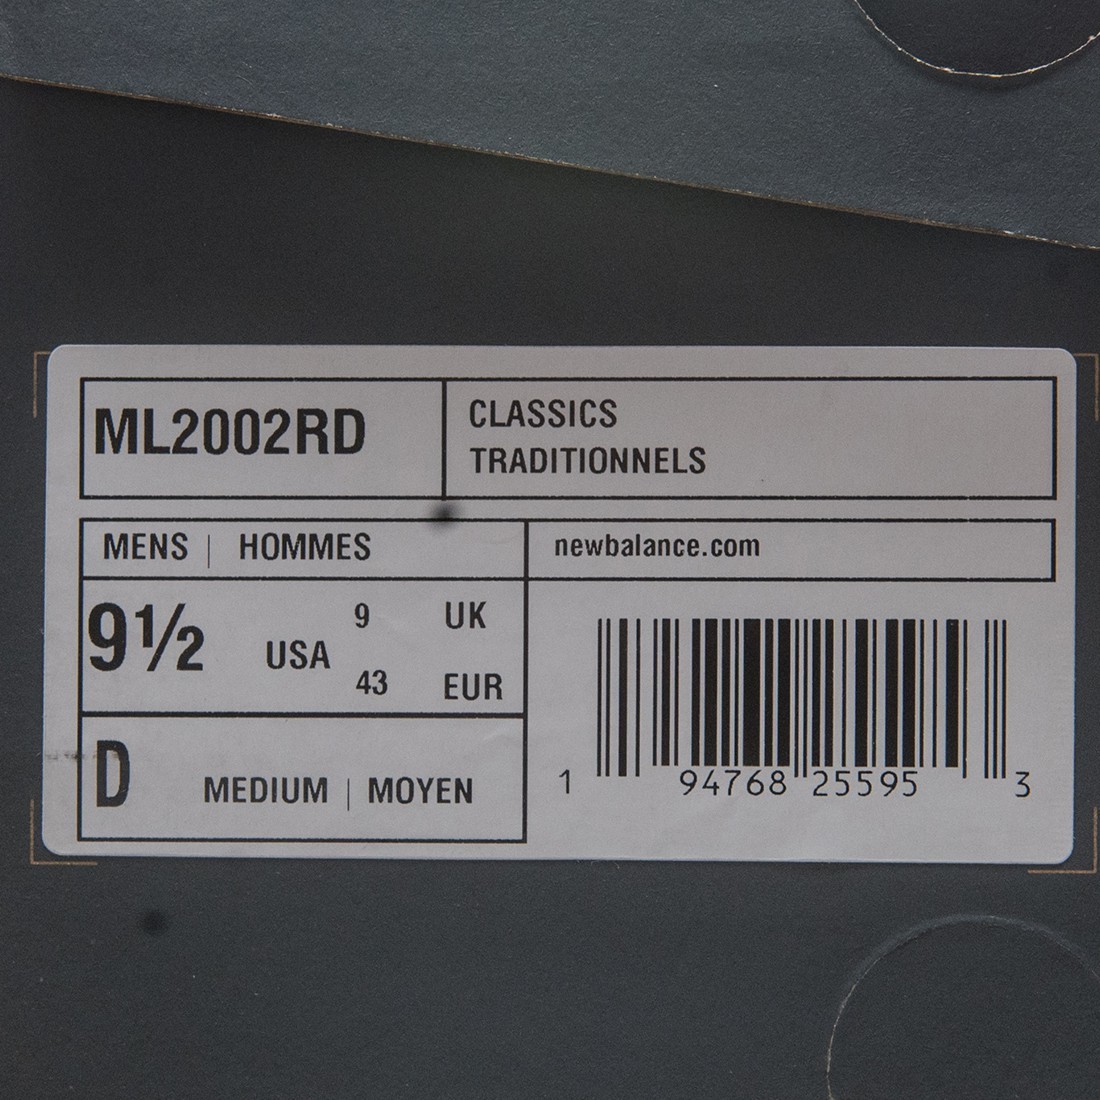 ML2002RD
CLASSICS
TRADITIONNELS
MENS | HOMMES
newbalance.com
9½ USA
9 UK
43 EUR
D MEDIUM | MOYEN
1 94768 25595 3